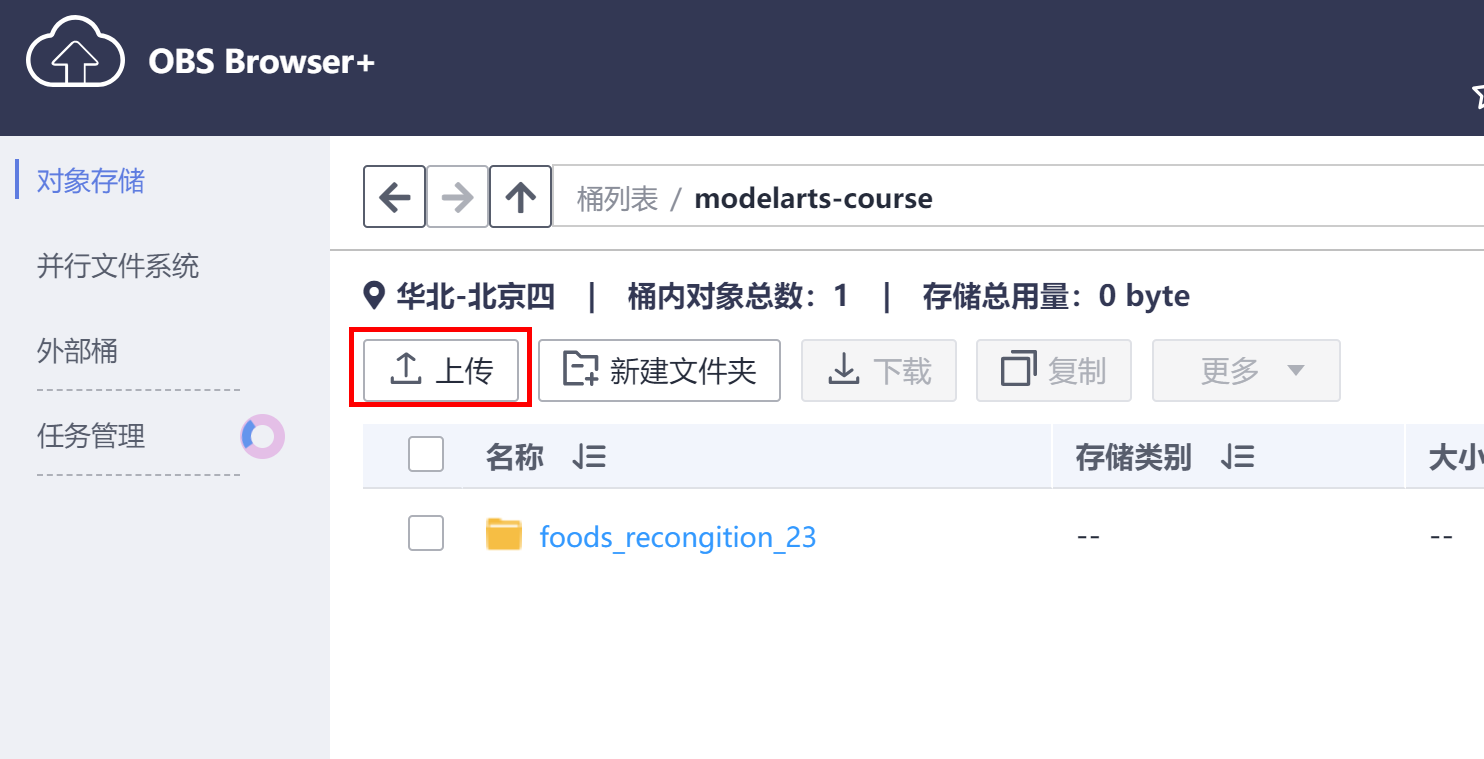 OBS Browser+
对象存储
并行文件系统
外部桶
任务管理
桶列表 / modelarts-course
华北-北京四 | 桶内对象总数：1 | 存储总用量：0 byte
上传 新建文件夹 下载 复制 更多
名称 存储类别 大小
foods_recongition_23 -- --